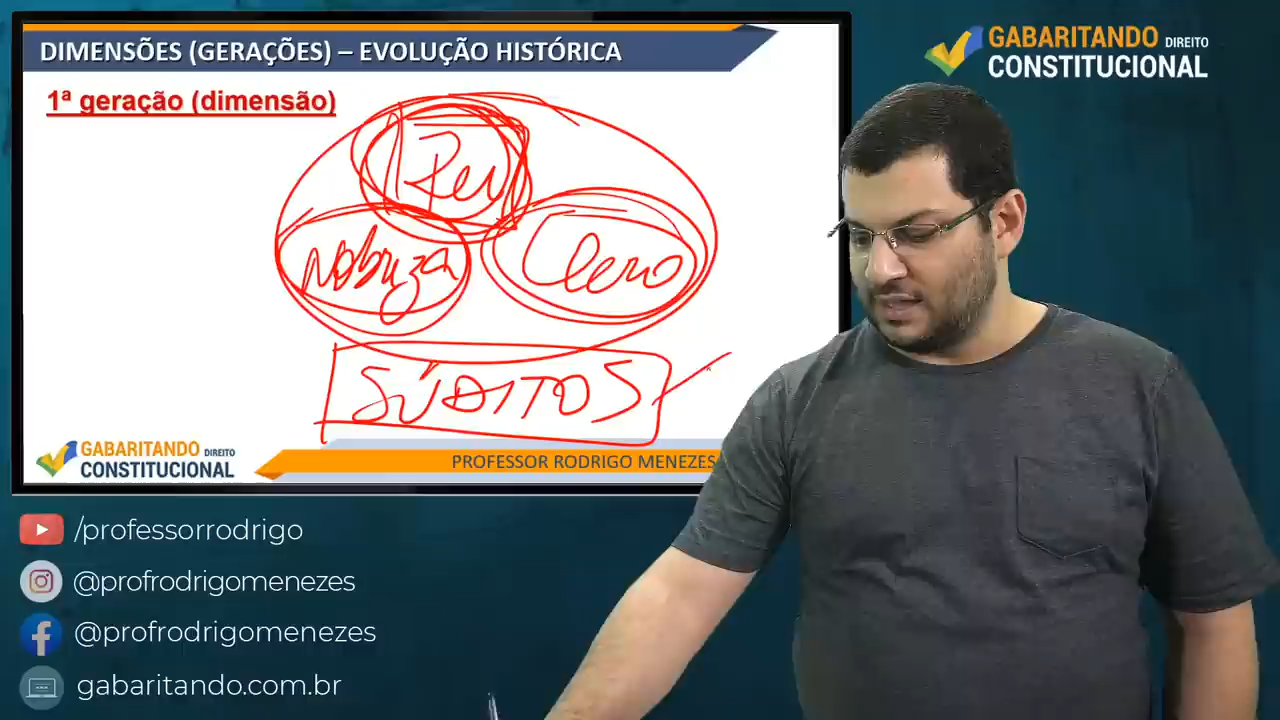 DIMENSÕES (GERAÇÕES) – EVOLUÇÃO HISTÓRICA
1ª geração (dimensão)
Rei
Nobreza
Clero
SÚDITOS
GABARITANDO DIREITO
CONSTITUCIONAL
PROFESSOR RODRIGO MENEZES
GABARITANDO DIREITO
CONSTITUCIONAL
/professorrodrigo
@profrodrigomenezes
@profrodrigomenezes
gabaritando.com.br